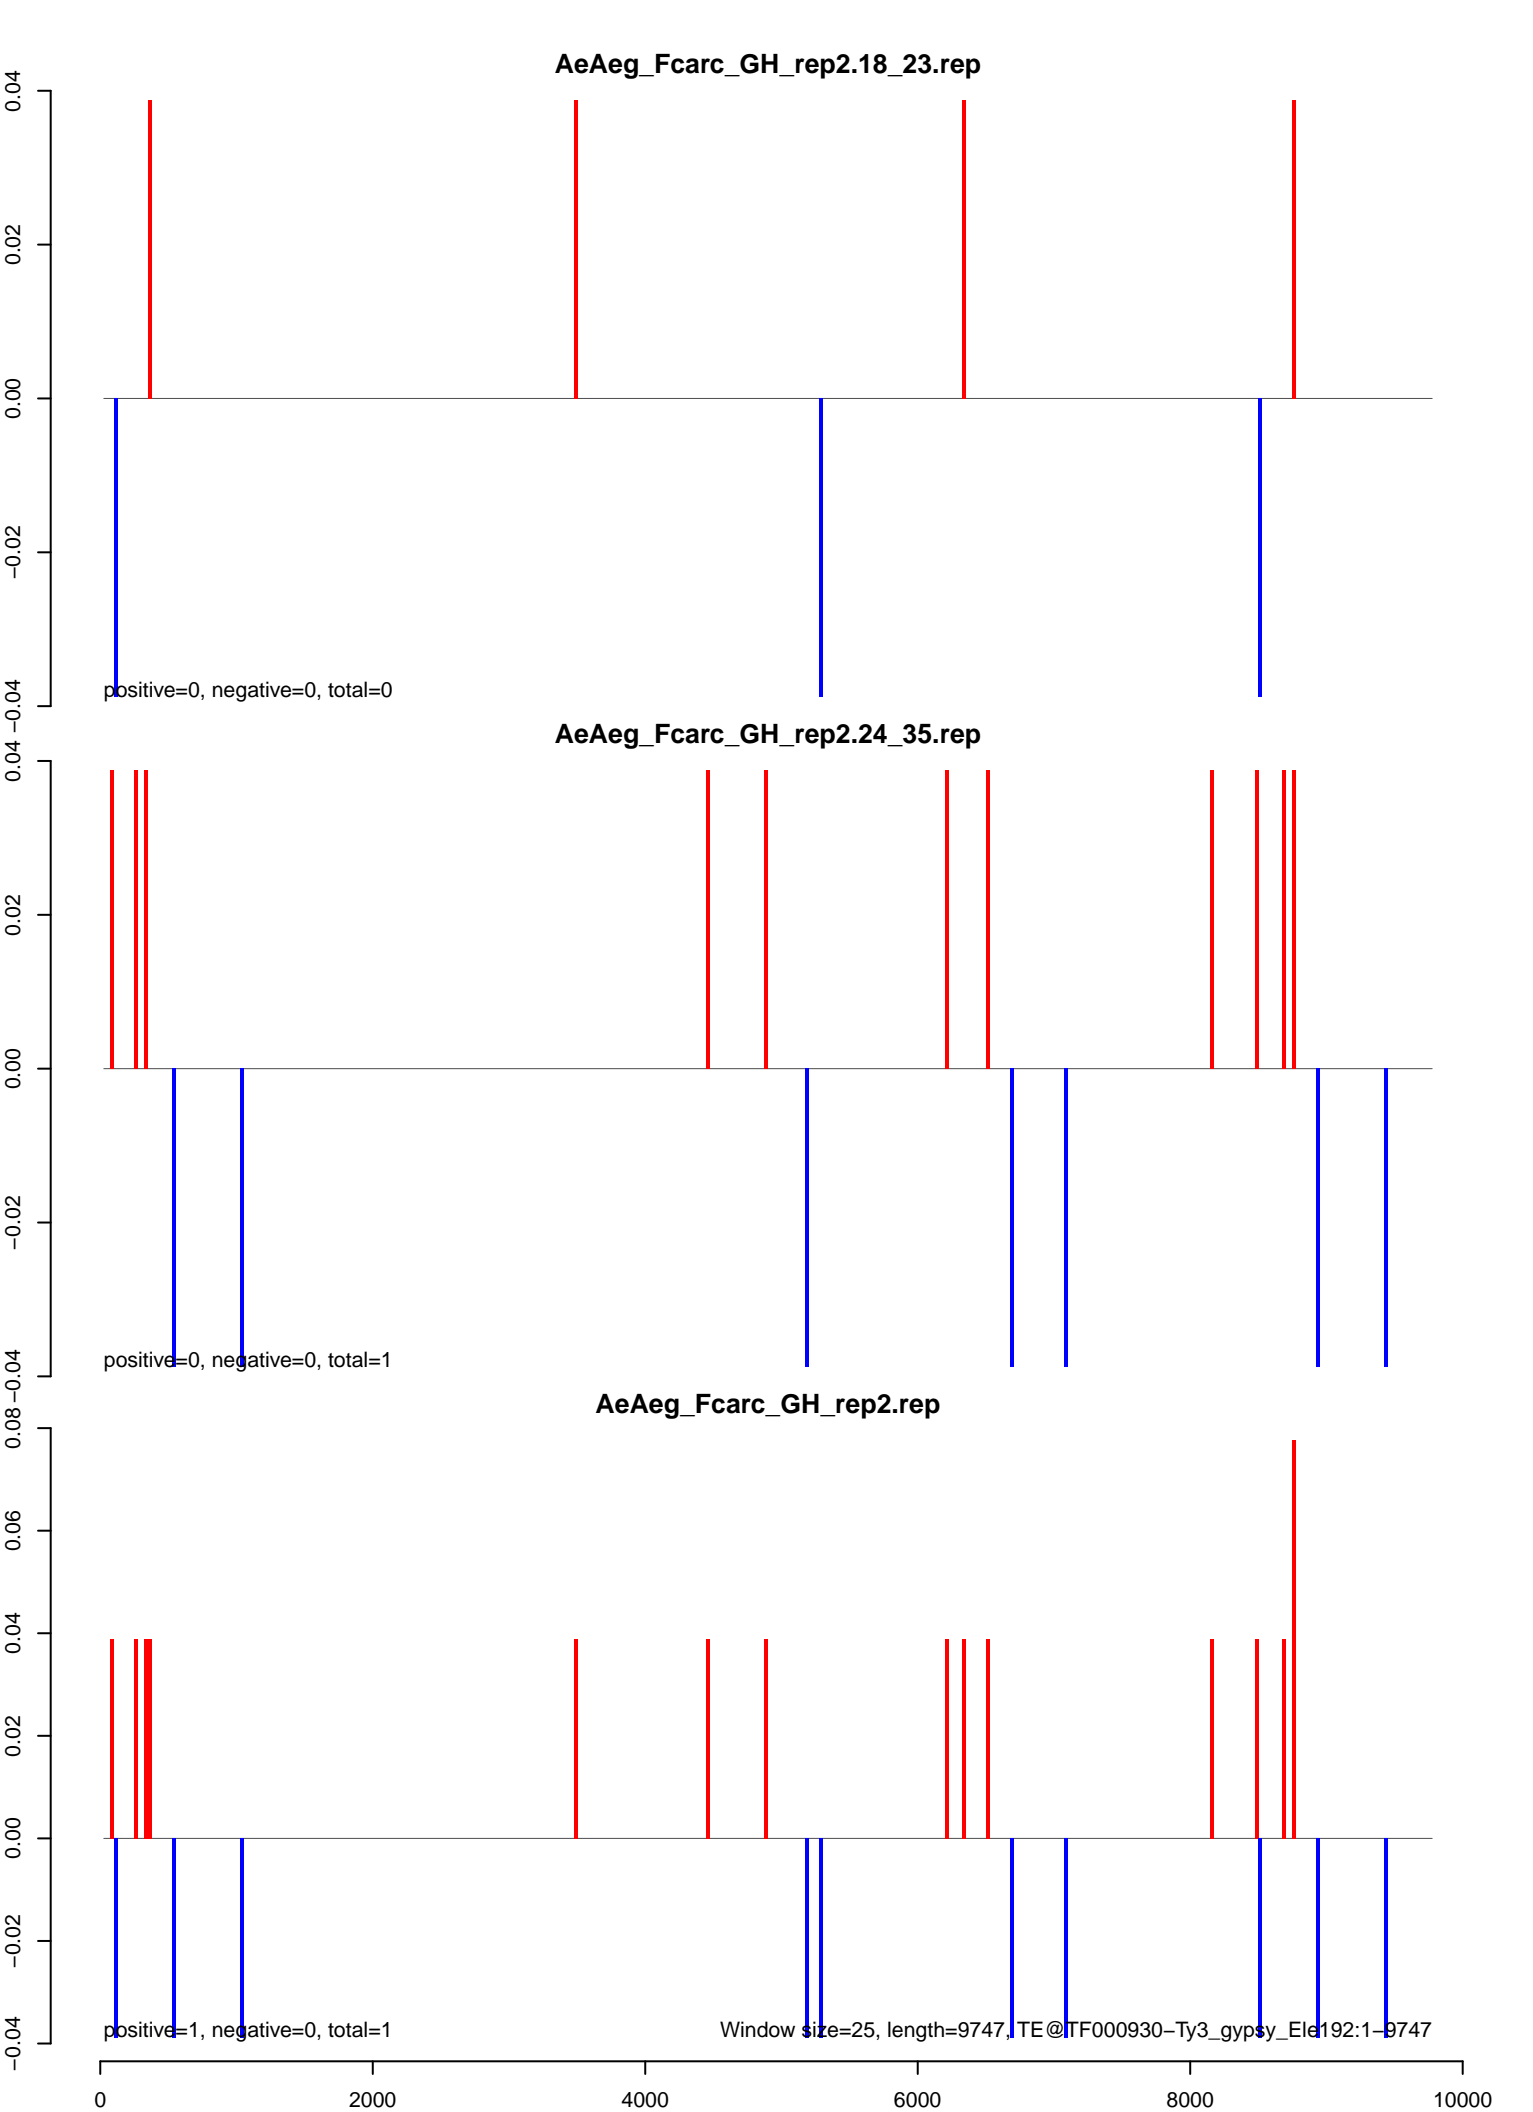 AeAeg_Fcarc_GH_rep2.18_23.rep
0.04
0.02
0.00
−0.02
−0.04
positive=0, negative=0, total=0
AeAeg_Fcarc_GH_rep2.24_35.rep
0.04
0.02
0.00
−0.02
−0.04
positive=0, negative=0, total=1
AeAeg_Fcarc_GH_rep2.rep
0.08
0.06
0.04
0.02
0.00
−0.02
−0.04
positive=1, negative=0, total=1
Window size=25, length=9747, TE@TF000930−Ty3_gypsy_Ele192:1−9747
0 2000 4000 6000 8000 10000